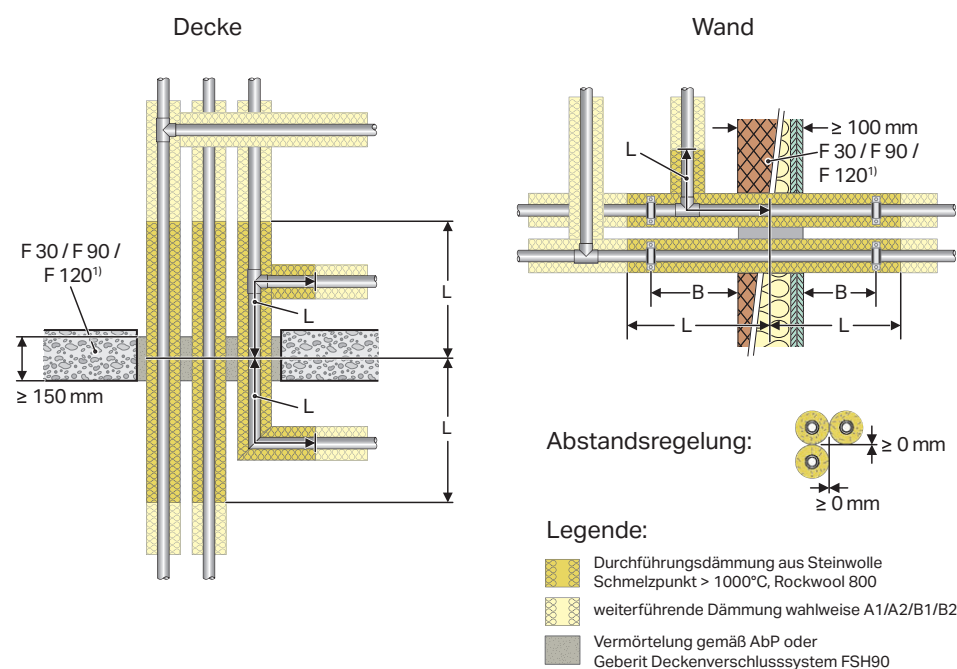 Decke
Wand
F 30 / F 90 /
F 120¹⁾
≥ 150 mm
L
L
L
L
≥ 100 mm
F 30 / F 90 /
F 120¹⁾
L
B
B
L
L
Abstandsregelung:
≥ 0 mm
≥ 0 mm
Legende:
Durchführungsdämmung aus Steinwolle
Schmelzpunkt > 1000°C, Rockwool 800
weiterführende Dämmung wahlweise A1/A2/B1/B2
Vermörtelung gemäß AbP oder
Geberit Deckenverschlusssystem FSH90